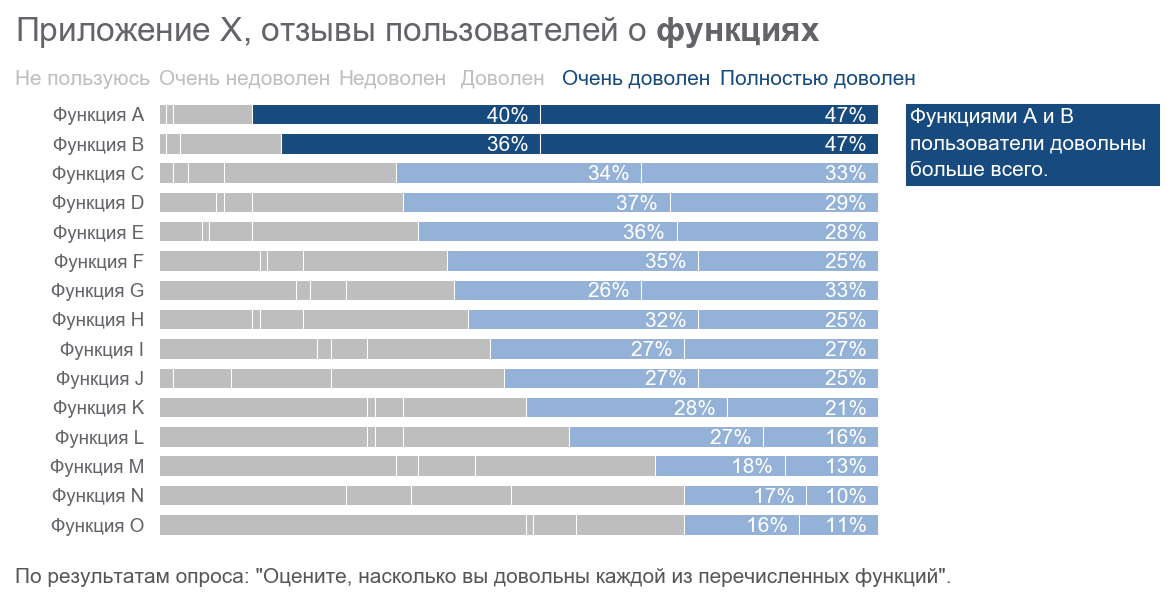 Приложение X, отзывы пользователей о функциях
Не пользуюсь Очень недоволен Недоволен Доволен Очень доволен Полностью доволен
Функция A 40% 47%
Функция B 36% 47%
Функция C 34% 33%
Функция D 37% 29%
Функция E 36% 28%
Функция F 35% 25%
Функция G 26% 33%
Функция H 32% 25%
Функция I 27% 27%
Функция J 27% 25%
Функция K 28% 21%
Функция L 27% 16%
Функция M 18% 13%
Функция N 17% 10%
Функция O 16% 11%
Функциями A и B
пользователи довольны
больше всего.
По результатам опроса: "Оцените, насколько вы довольны каждой из перечисленных функций".